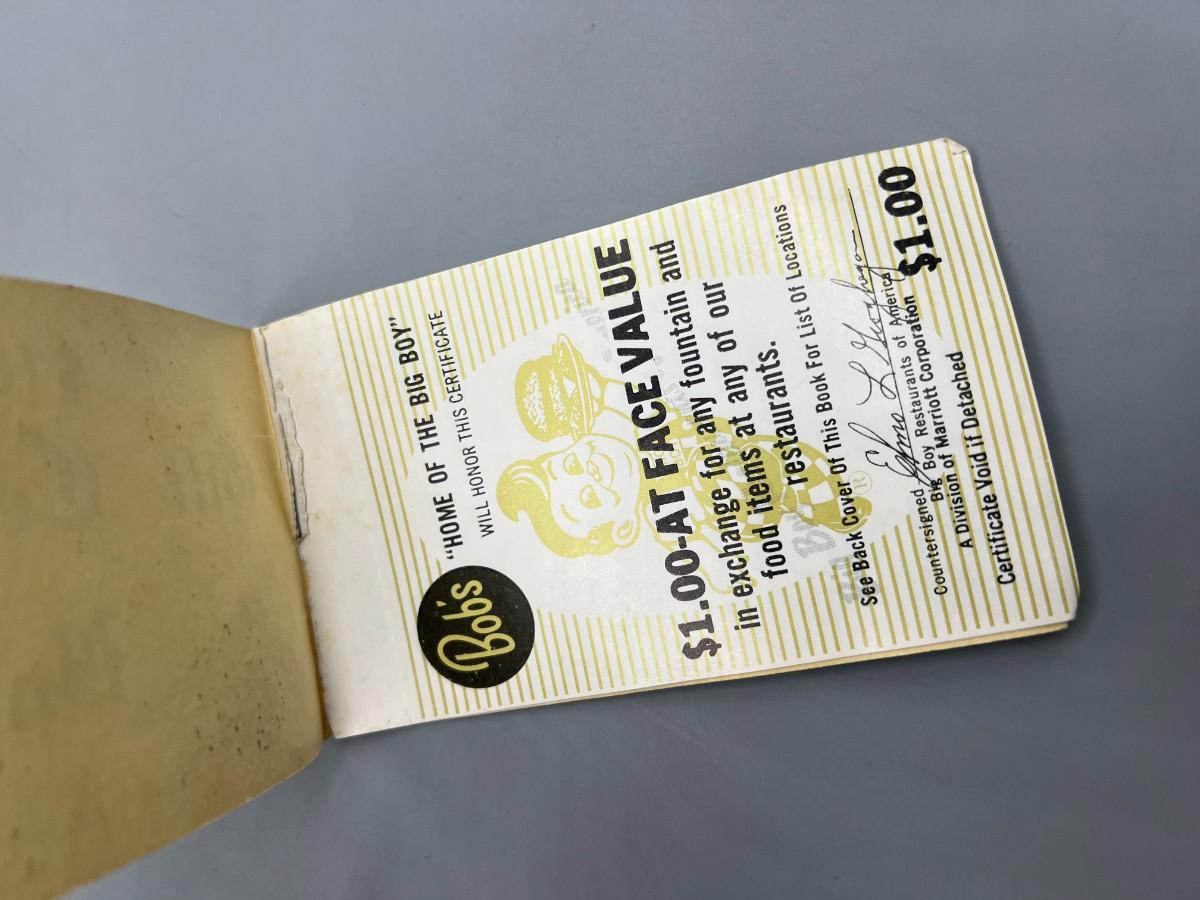 Bob's
"HOME OF THE BIG BOY"
WILL HONOR THIS CERTIFICATE
$1.00-AT FACE VALUE
in exchange for any fountain and
food items at any of our
restaurants.
See Back Cover Of This Book For List Of Locations
Countersigned
Big Boy Restaurants of America
A Division of Marriott Corporation
Certificate Void if Detached
$1.00
®